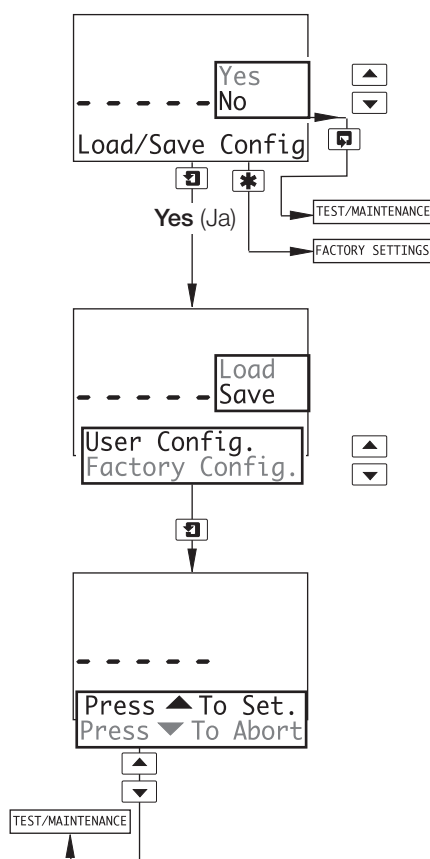 Yes
No
Load/Save Config
Yes (Ja)
TEST/MAINTENANCE
FACTORY SETTINGS
Load
Save
User Config.
Factory Config.
Press ▲ To Set.
Press ▼ To Abort
TEST/MAINTENANCE